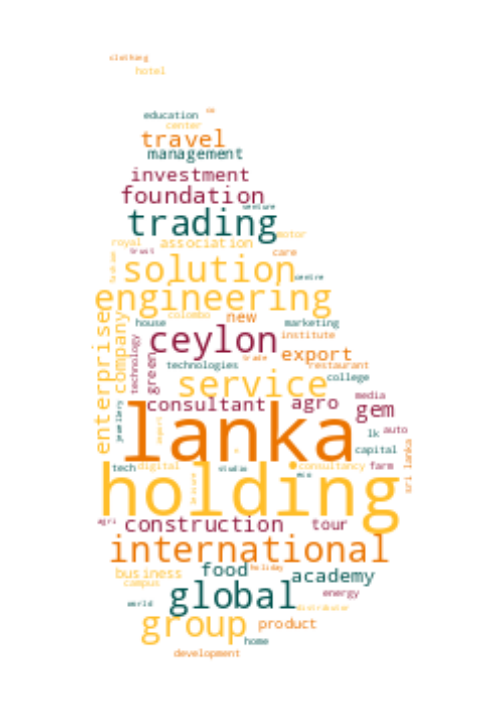 clothing
hotel
education
center
travel
management
investment
foundation
venture
trading
motor
royal association
trust care
solution
centre
engineering
enterprise
company
colombo new
house marketing
ceylon institute
technology
green
export
trade
technologies restaurant
service college
media
consultant agro gem
lanka
lk auto
capital
tech digital studio consultancy farm
sri lanka
eco
holding
agri construction tour
international
food holiday
business academy
campus
energy
global
world distributor
group product
home
development